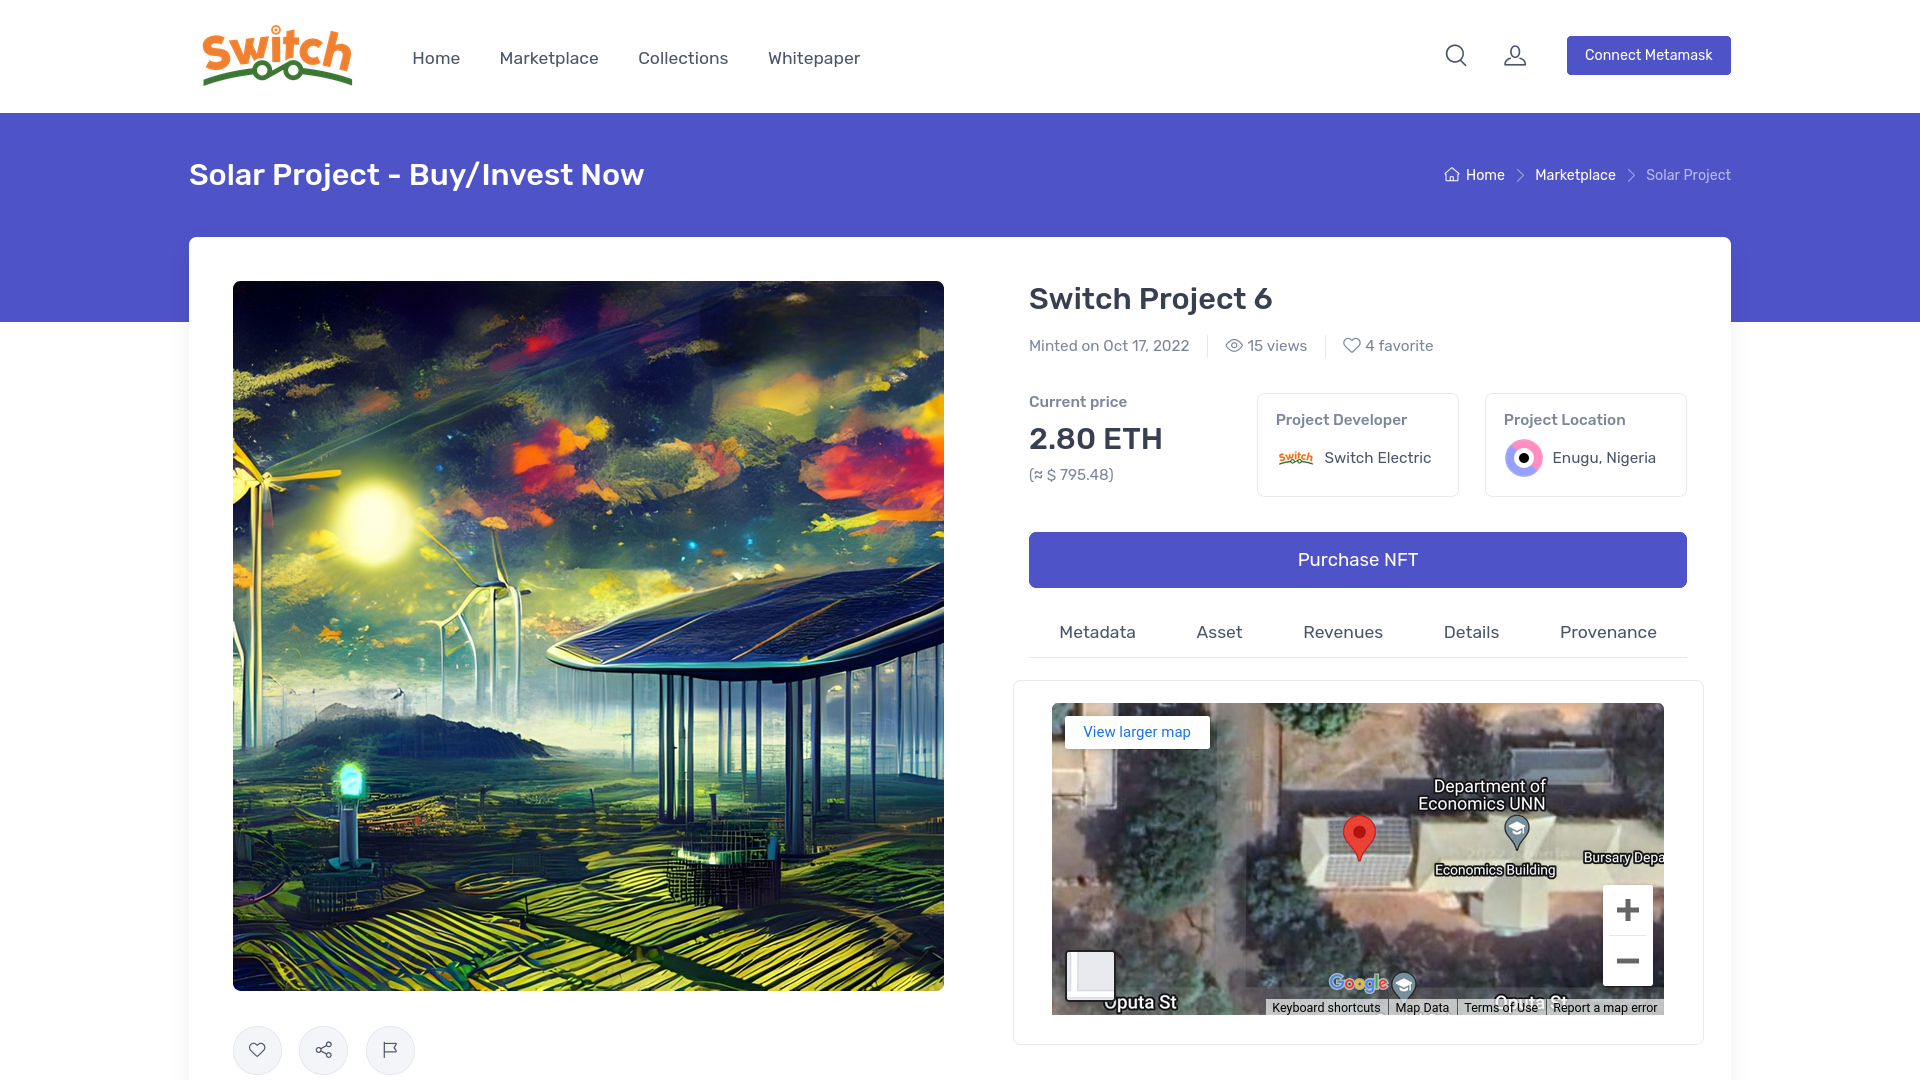 Switch
Home
Marketplace
Collections
Whitepaper
Connect Metamask
Solar Project - Buy/Invest Now
Home
Marketplace
Solar Project
Switch Project 6
Minted on Oct 17, 2022
15 views
4 favorite
Current price
2.80 ETH
(≈ $ 795.48)
Project Developer
Switch
Switch Electric
Project Location
Enugu, Nigeria
Purchase NFT
Metadata
Asset
Revenues
Details
Provenance
View larger map
Department of
Economics UNN
Economics Building
Bursary Depa
Google
Oputa St
Oputa St
Keyboard shortcuts
Map Data
Terms of Use
Report a map error